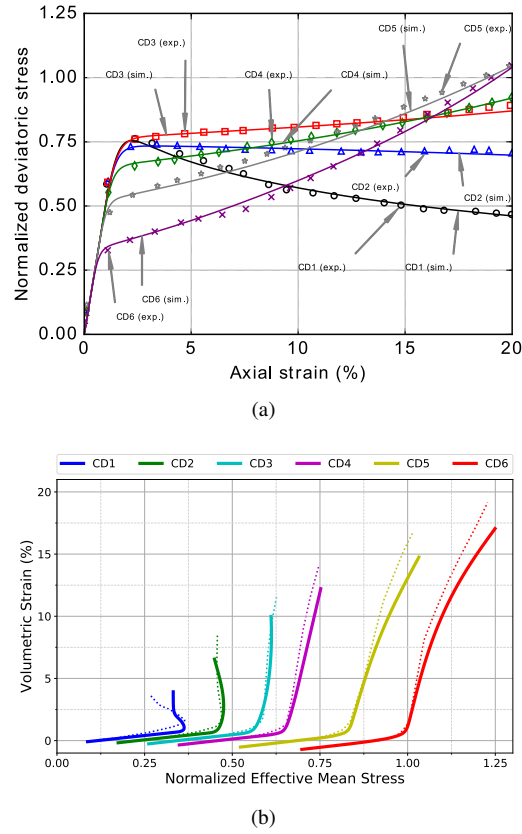 1.25
CD3 (exp.)
CD5 (sim.)
CD5 (exp.)
CD3 (sim.)
CD4 (exp.)
CD4 (sim.)
1.00
0.75
0.50
0.25
0.00
CD2 (exp.)
CD2 (sim.)
CD1 (exp.)
CD1 (sim.)
CD6 (sim.)
CD6 (exp.)
Normalized deviatoric stress
0 5 10 15 20
Axial strain (%)
(a)
CD1 CD2 CD3 CD4 CD5 CD6
20
15
10
5
0
Volumetric Strain (%)
0.00 0.25 0.50 0.75 1.00 1.25
Normalized Effective Mean Stress
(b)